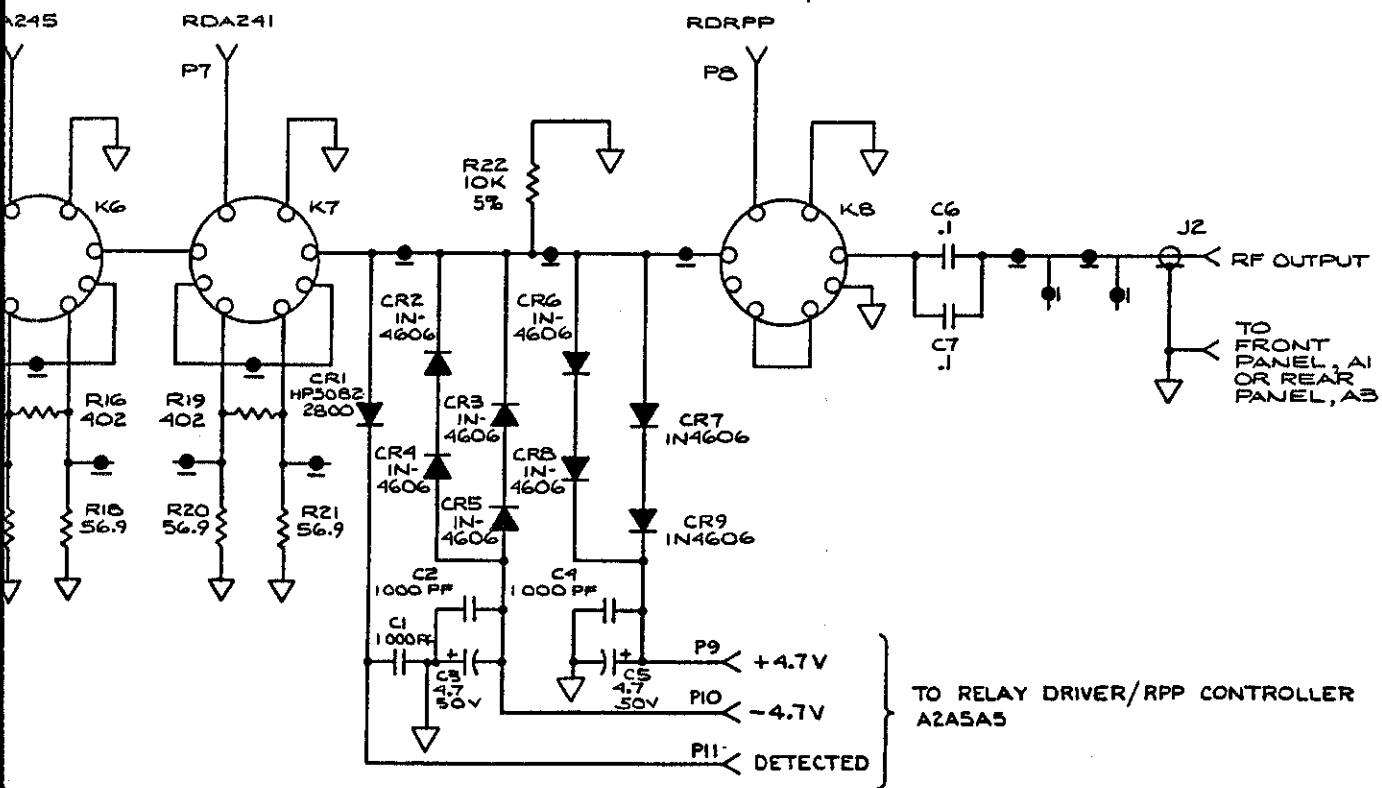 A245
RDA241
RDRPP
P7
P8
K6
K7
R22
10K
5%
K8
C6
.1
J2
RF OUTPUT
C7
.1
TO
FRONT
PANEL, A1
OR REAR
PANEL, A3
CR2
1N-
4606
CR6
1N-
4606
CR1
HP5082
2800
R16
402
R19
402
CR3
1N-
4606
CR7
1N4606
CR4
1N-
4606
CR8
1N-
4606
R18
56.9
R20
56.9
R21
56.9
CR5
1N-
4606
CR9
1N4606
C2
1000 PF
C4
1000 PF
C1
1000 PF
+
C3
4.7
50V
+
C5
4.7
50V
P9
+4.7V
P10
-4.7V
P11
DETECTED
TO RELAY DRIVER/RPP CONTROLLER
A2A5A5